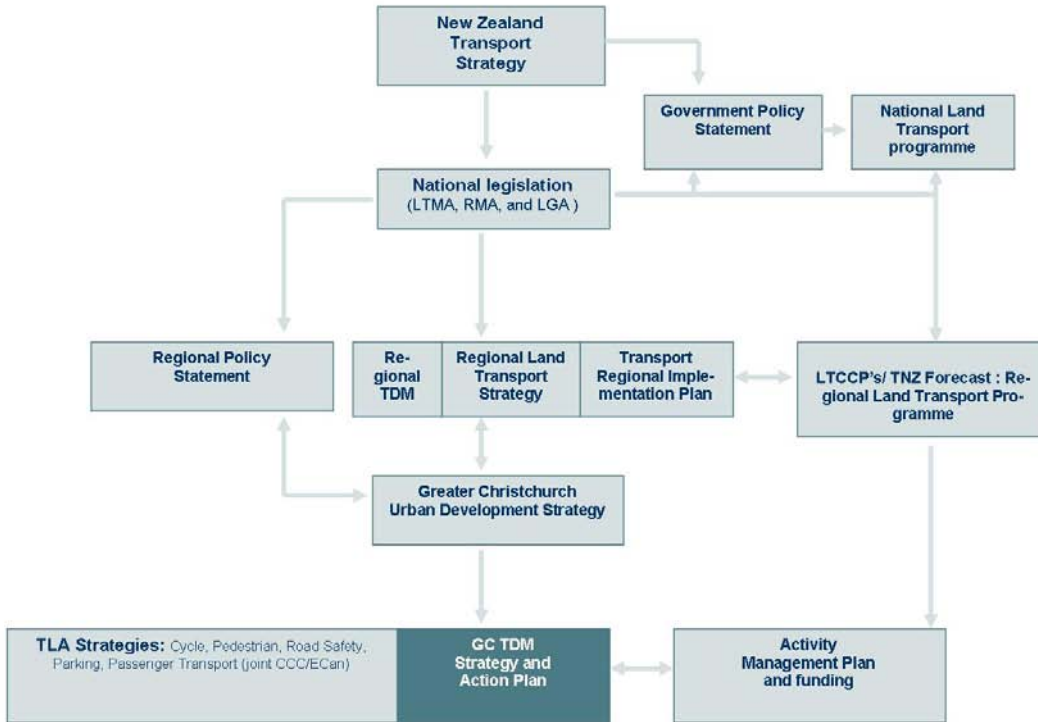 New Zealand
Transport
Strategy
Government Policy
Statement
National Land
Transport
programme
National legislation
(LTMA, RMA, and LGA )
Regional Policy
Statement
Re-
gional
TDM
Regional Land
Transport
Strategy
Transport
Regional Imple-
mentation Plan
LTCCP's/ TNZ Forecast : Re-
gional Land Transport Pro-
gramme
Greater Christchurch
Urban Development Strategy
TLA Strategies: Cycle, Pedestrian, Road Safety,
Parking, Passenger Transport (joint CCC/ECan)
GC TDM
Strategy and
Action Plan
Activity
Management Plan
and funding